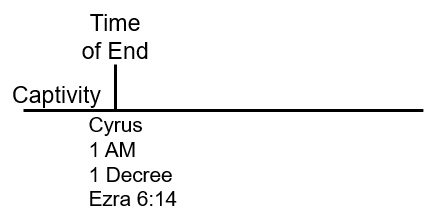 Time
of End
Captivity
Cyrus
1 AM
1 Decree
Ezra 6:14